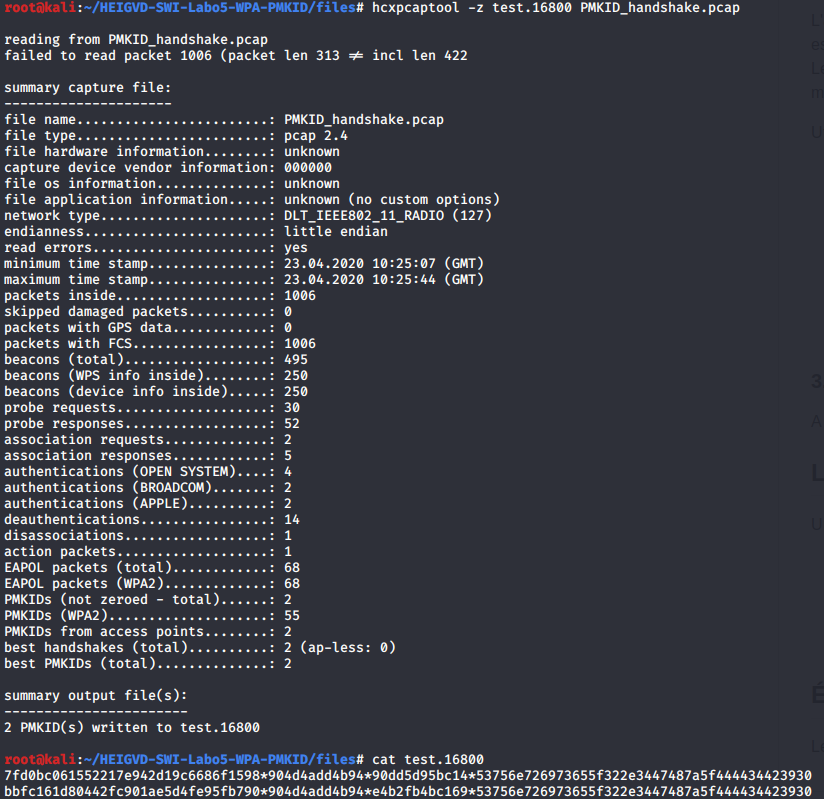 root@kali:~/HEIGVD-SWI-Labo5-WPA-PMKID/files# hcxpcaptool -z test.16800 PMKID_handshake.pcap
reading from PMKID_handshake.pcap
failed to read packet 1006 (packet len 313 ≠ incl len 422
summary capture file:
---------------------
file name........................: PMKID_handshake.pcap
file type........................: pcap 2.4
file hardware information........: unknown
capture device vendor information: 000000
file os information..............: unknown
file application information.....: unknown (no custom options)
network type.....................: DLT_IEEE802_11_RADIO (127)
endianness.......................: little endian
read errors......................: yes
minimum time stamp...............: 23.04.2020 10:25:07 (GMT)
maximum time stamp...............: 23.04.2020 10:25:44 (GMT)
packets inside...................: 1006
skipped damaged packets..........: 0
packets with GPS data............: 0
packets with FCS.................: 1006
beacons (total)..................: 495
beacons (WPS info inside)........: 250
beacons (device info inside).....: 250
probe requests...................: 30
probe responses..................: 52
association requests.............: 2
association responses............: 5
authentications (OPEN SYSTEM)....: 4
authentications (BROADCOM).......: 2
authentications (APPLE)..........: 2
deauthentications................: 14
disassociations..................: 1
action packets...................: 1
EAPOL packets (total)............: 68
EAPOL packets (WPA2).............: 68
PMKIDs (not zeroed - total)......: 2
PMKIDs (WPA2)....................: 55
PMKIDs from access points........: 2
best handshakes (total)..........: 2 (ap-less: 0)
best PMKIDs (total)..............: 2
summary output file(s):
-----------------------
2 PMKID(s) written to test.16800
root@kali:~/HEIGVD-SWI-Labo5-WPA-PMKID/files# cat test.16800
7fd0bc061552217e942d19c6686f1598*904d4add4b94*90dd5d95bc14*53756e726973655f322e3447487a5f444434423930
bbfc161d80442fc901ae5d4fe95fb790*904d4add4b94*e4b2fb4bc169*53756e726973655f322e3447487a5f444434423930